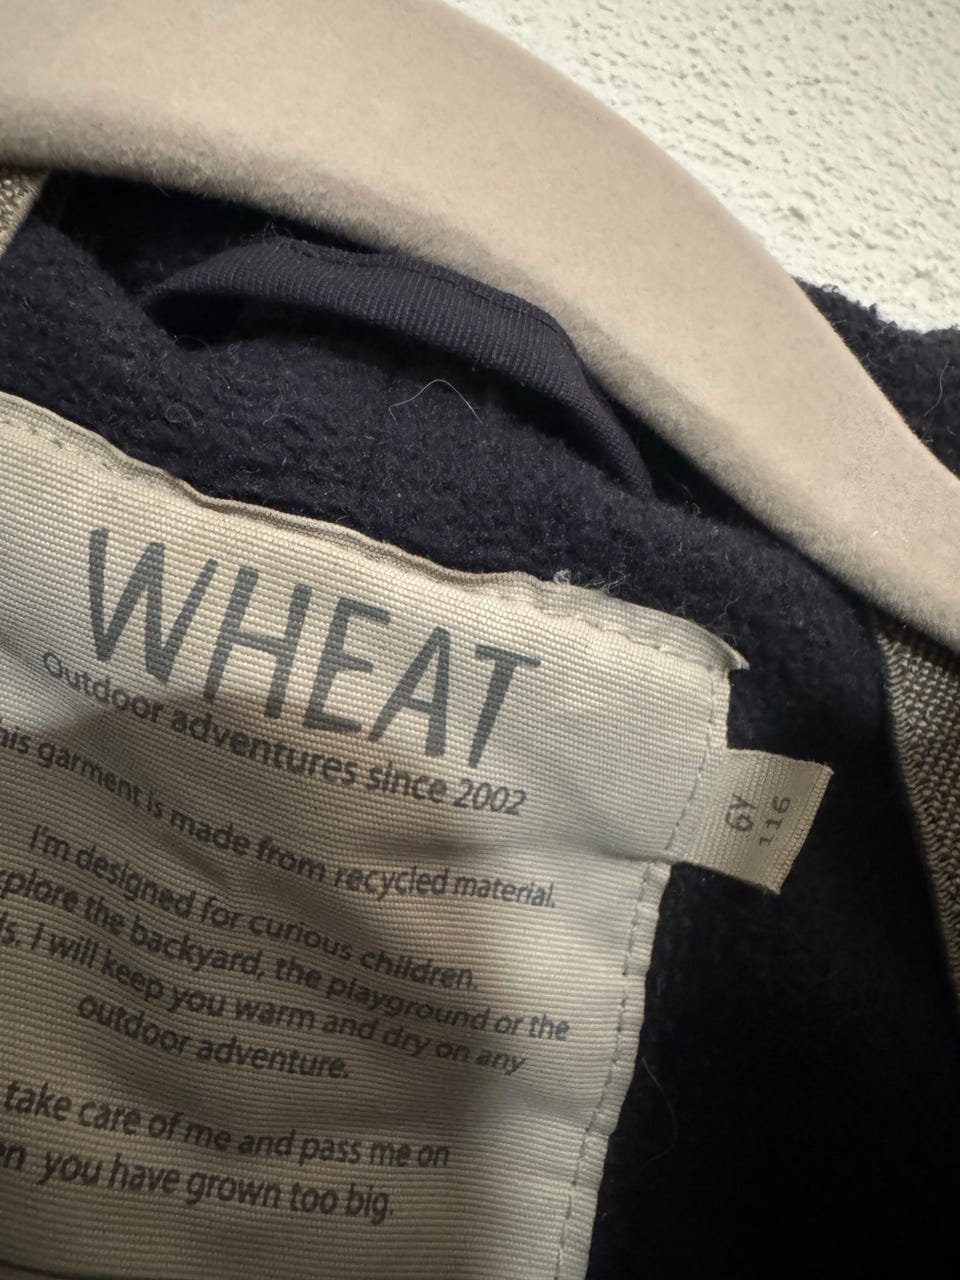 WHEAT
Outdoor adventures since 2002
his garment is made from recycled material.
I'm designed for curious children.
xplore the backyard, the playground or the
ds. I will keep you warm and dry on any
outdoor adventure.
take care of me and pass me on
en you have grown too big.
6Y
116